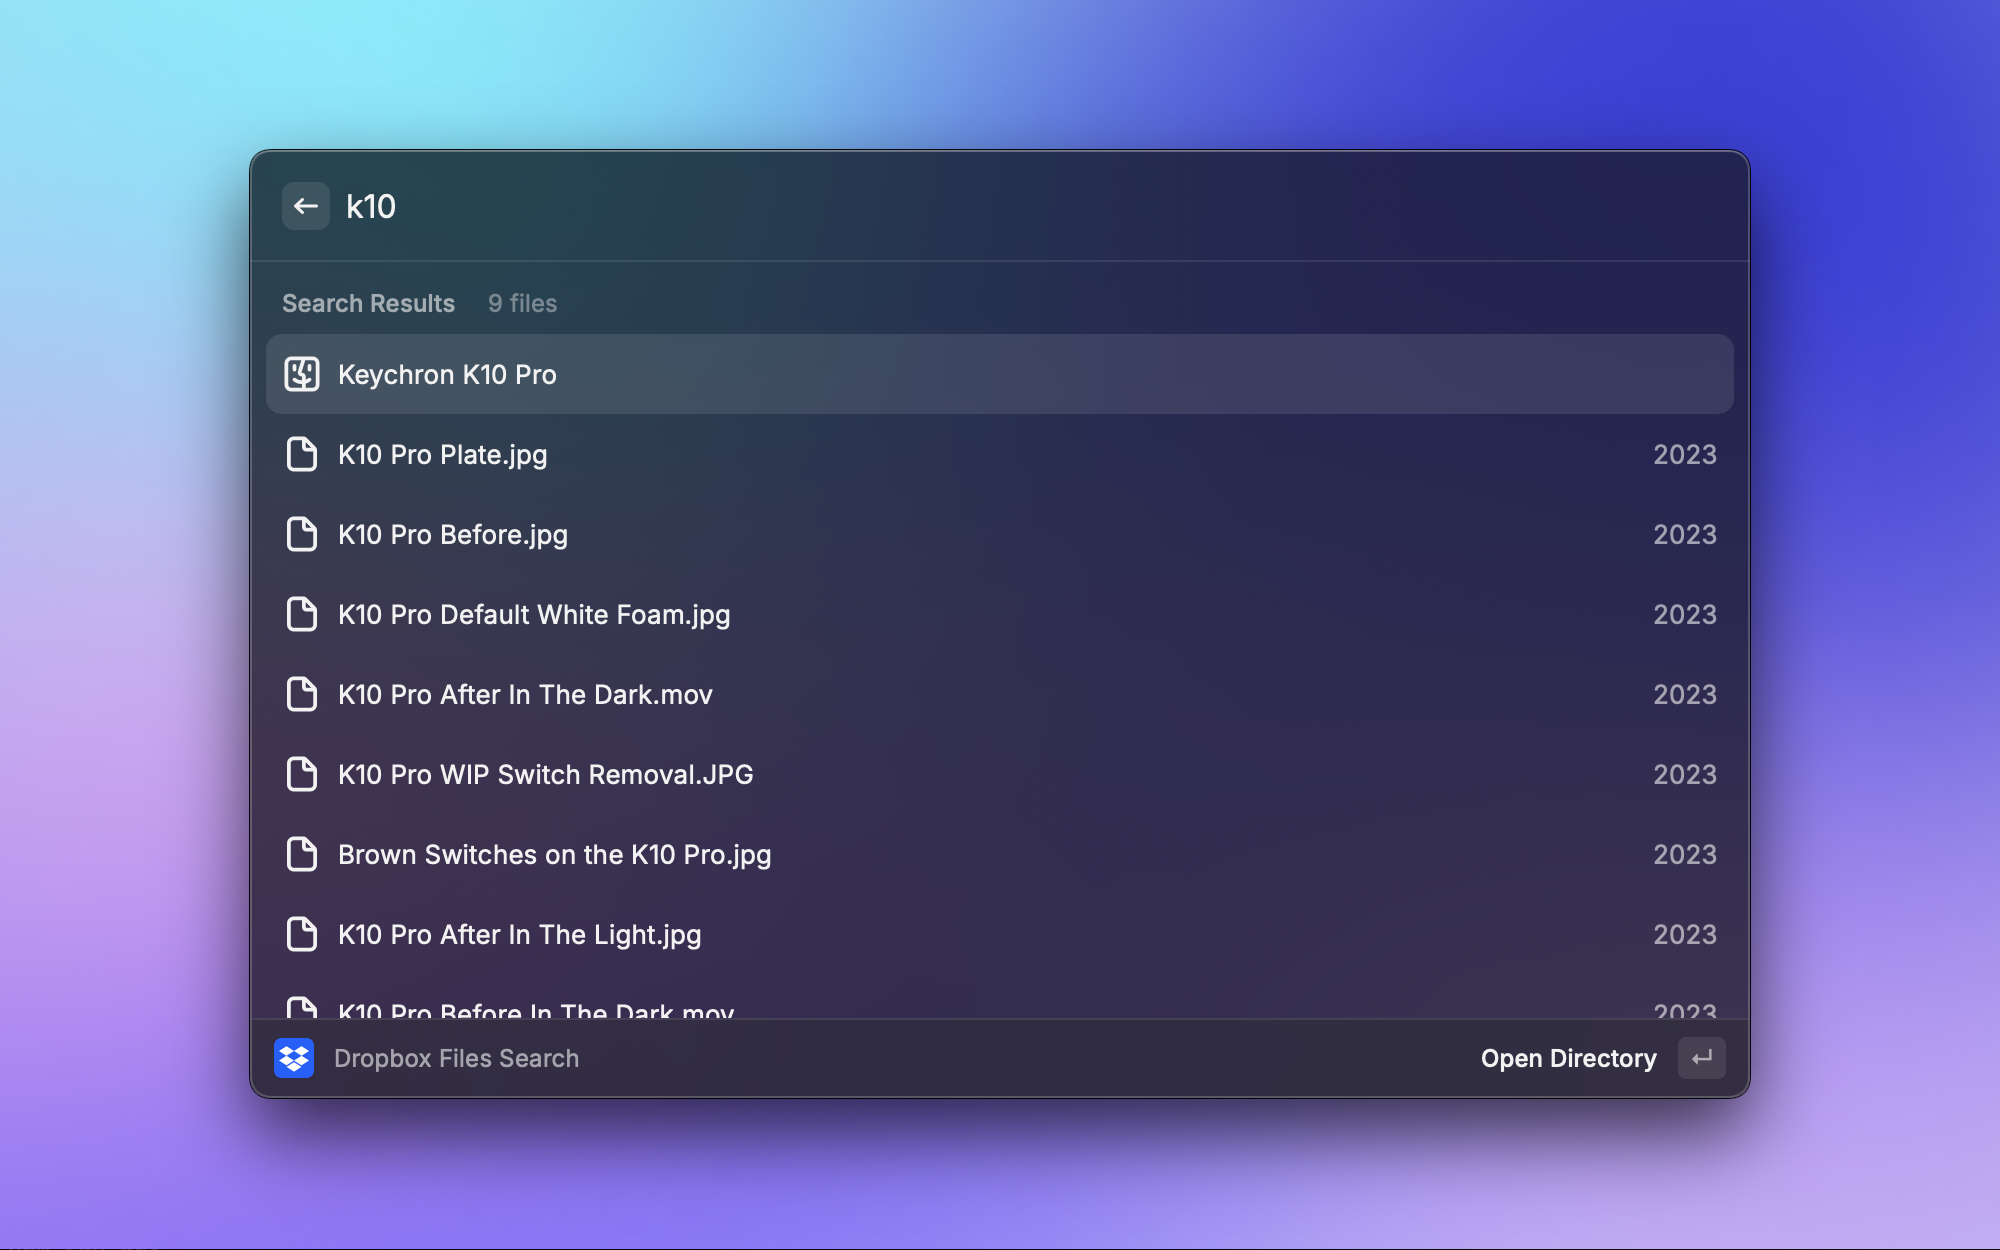 k10
Search Results 9 files
Keychron K10 Pro
K10 Pro Plate.jpg 2023
K10 Pro Before.jpg 2023
K10 Pro Default White Foam.jpg 2023
K10 Pro After In The Dark.mov 2023
K10 Pro WIP Switch Removal.JPG 2023
Brown Switches on the K10 Pro.jpg 2023
K10 Pro After In The Light.jpg 2023
K10 Pro Before In The Dark.mov 2023
Dropbox Files Search Open Directory